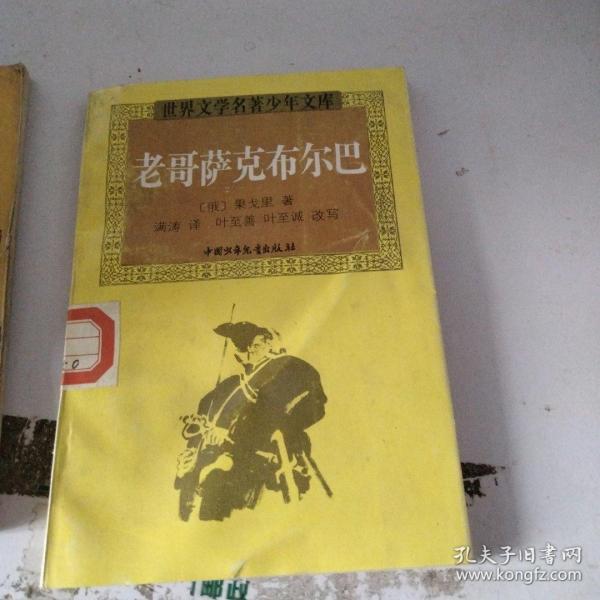 世界文学名著少年文库
老哥萨克布尔巴
〔俄〕果戈里 著
满涛 译 叶至善 叶至诚 改写
中国少年儿童出版社
孔夫子旧书网
www.kongfz.com